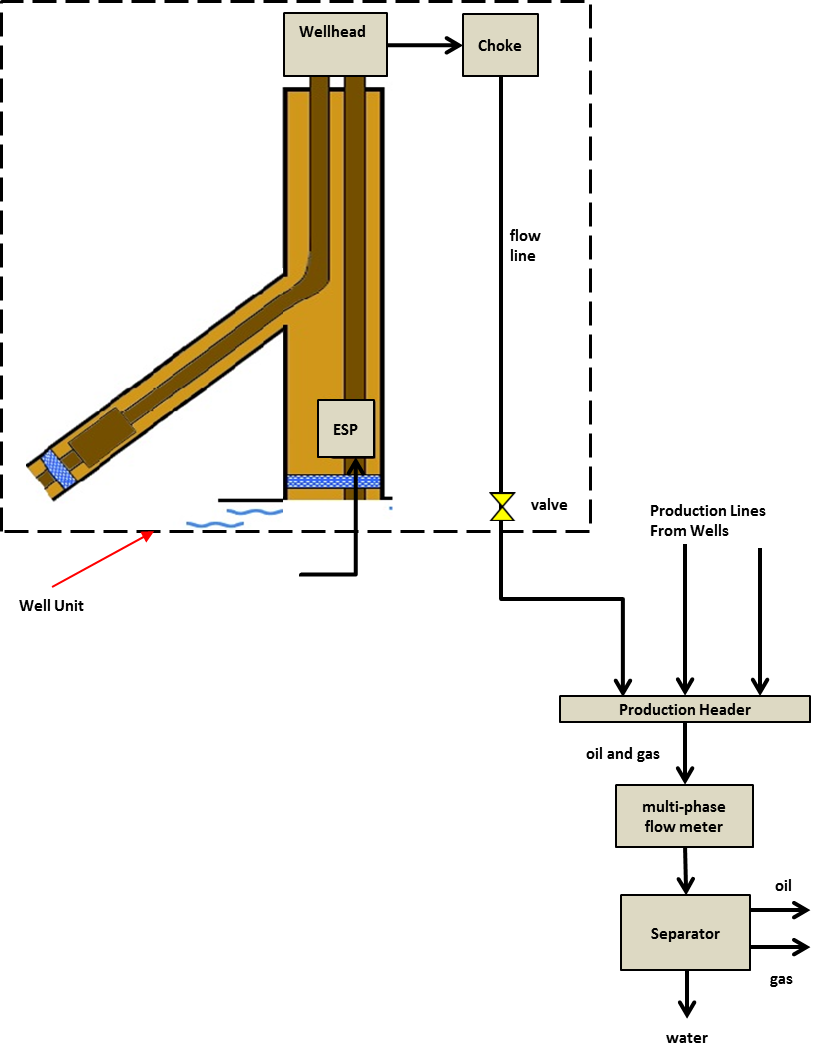 Wellhead
Choke
flow
line
ESP
valve
Production Lines
From Wells
Well Unit
Production Header
oil and gas
multi-phase
flow meter
oil
Separator
gas
water